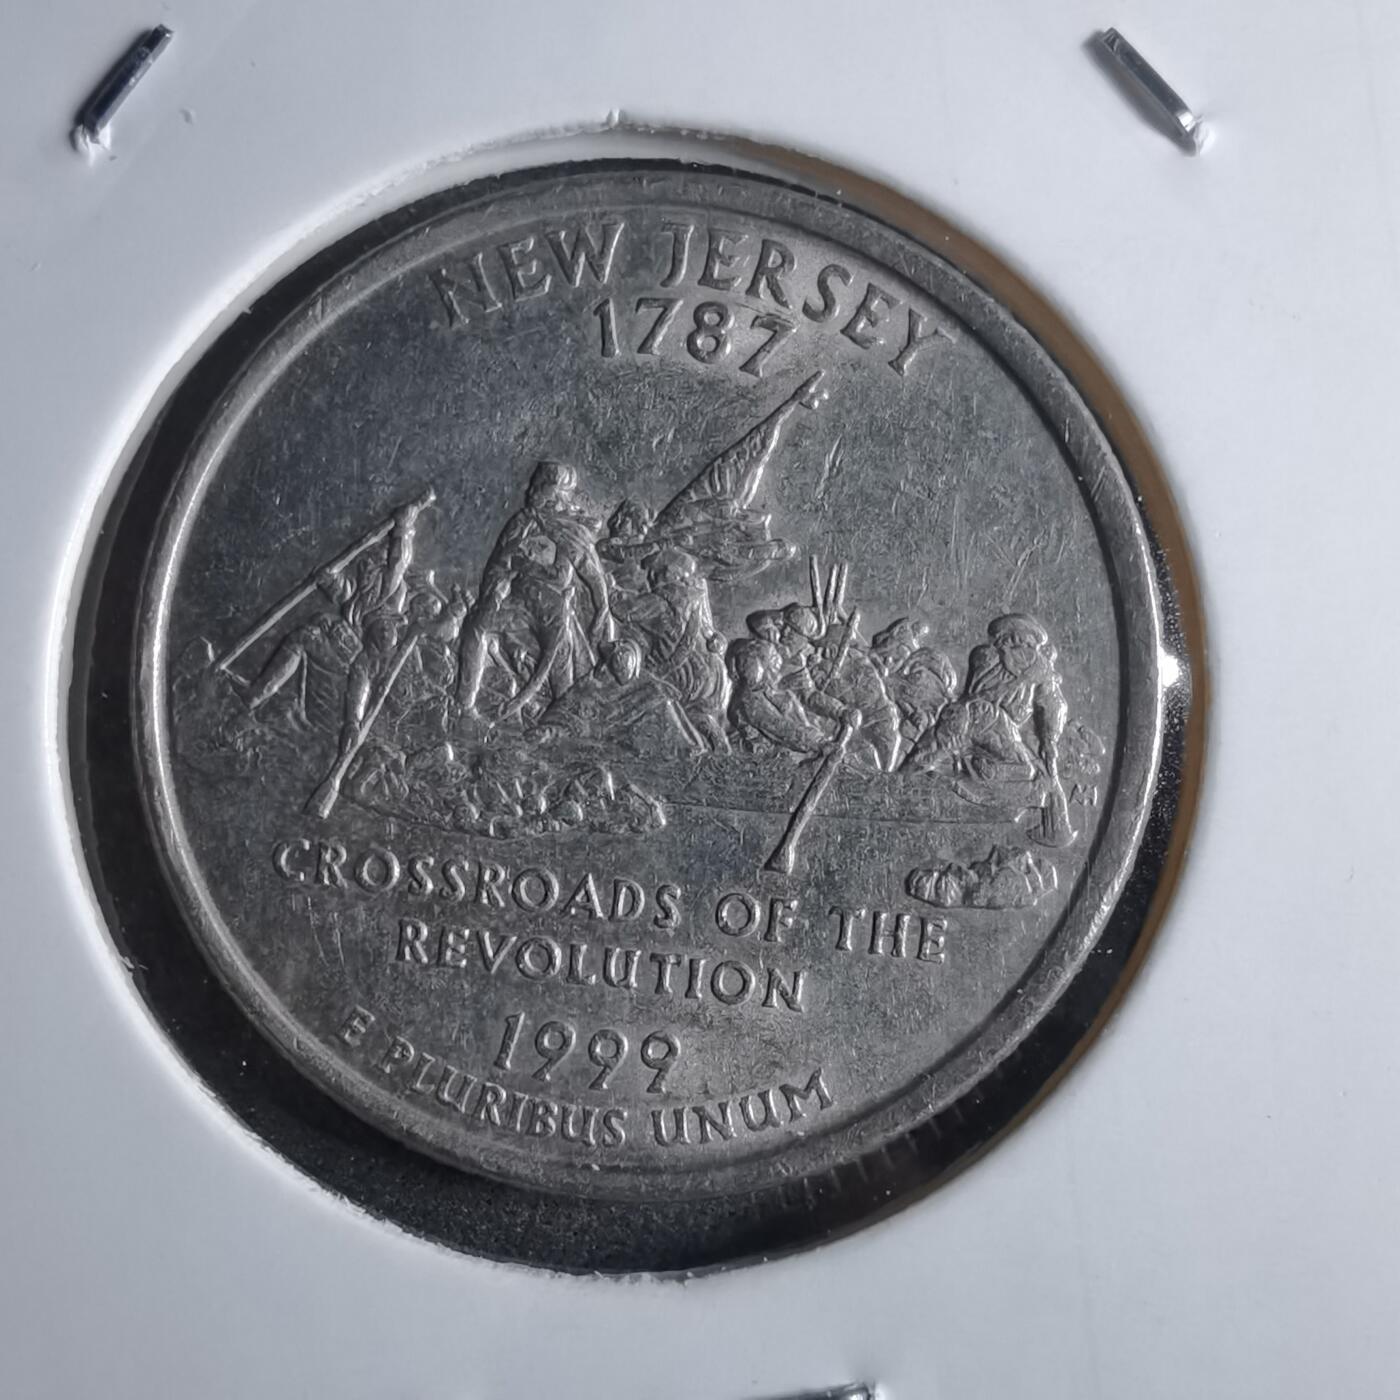 NEW JERSEY
1787
CROSSROADS OF THE
REVOLUTION
1999
E PLURIBUS UNUM